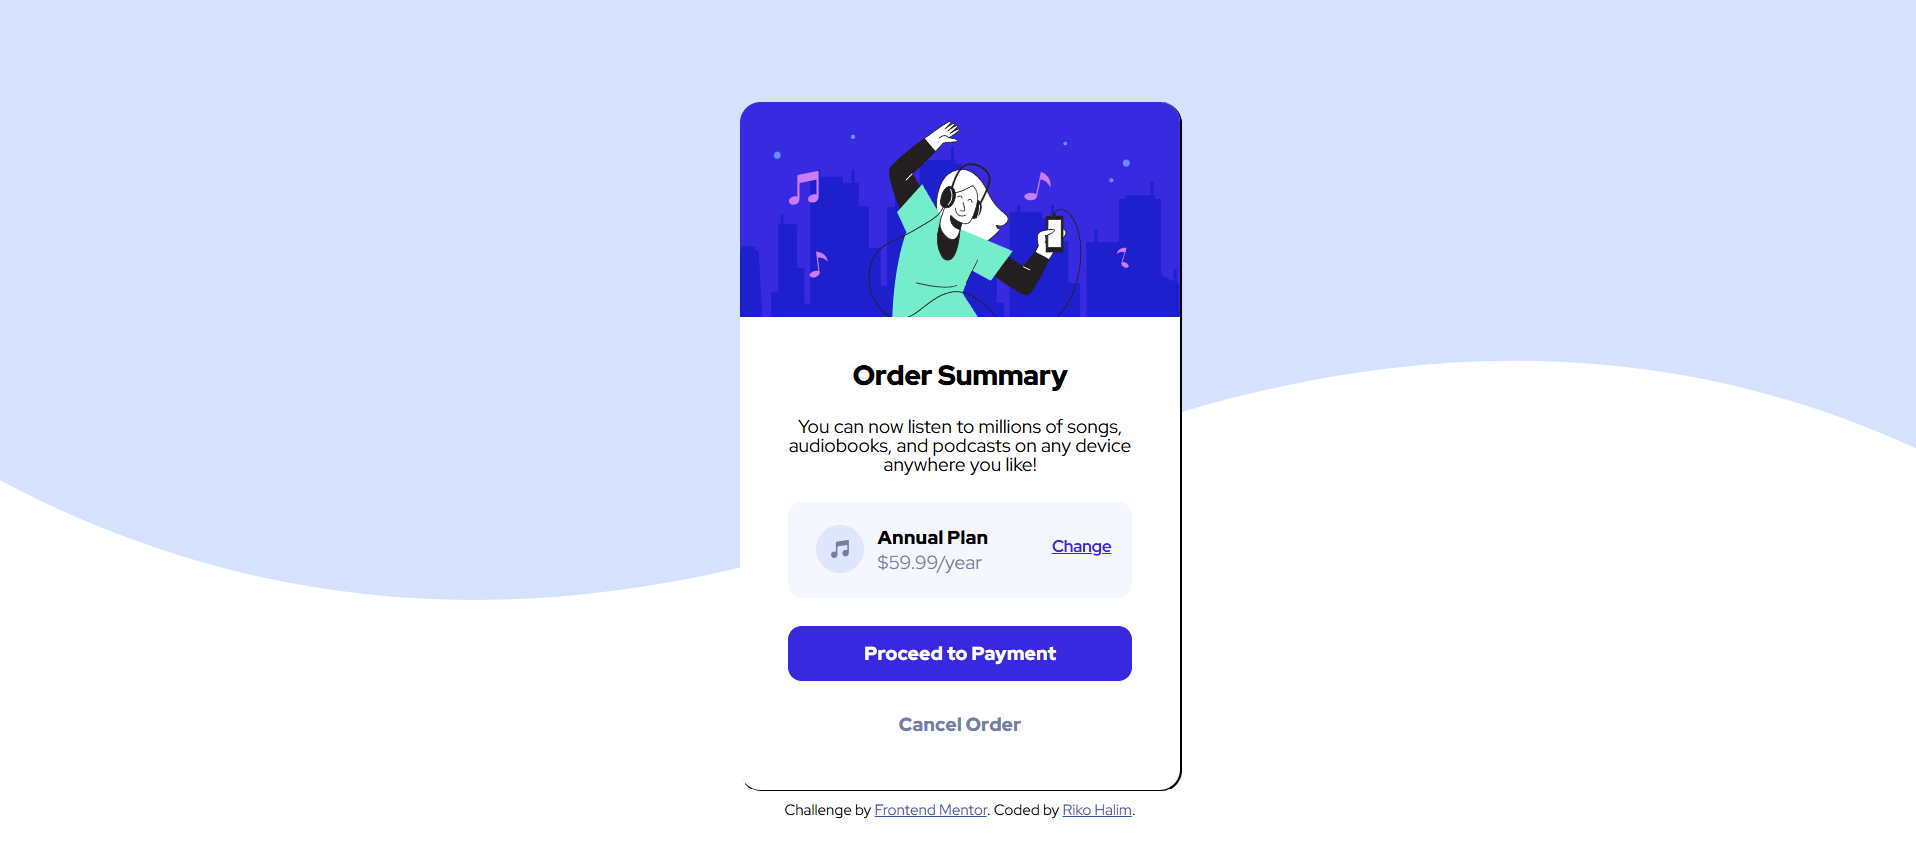 Order Summary
You can now listen to millions of songs,
audiobooks, and podcasts on any device
anywhere you like!
Annual Plan
$59.99/year
Change
Proceed to Payment
Cancel Order
Challenge by Frontend Mentor. Coded by Riko Halim.